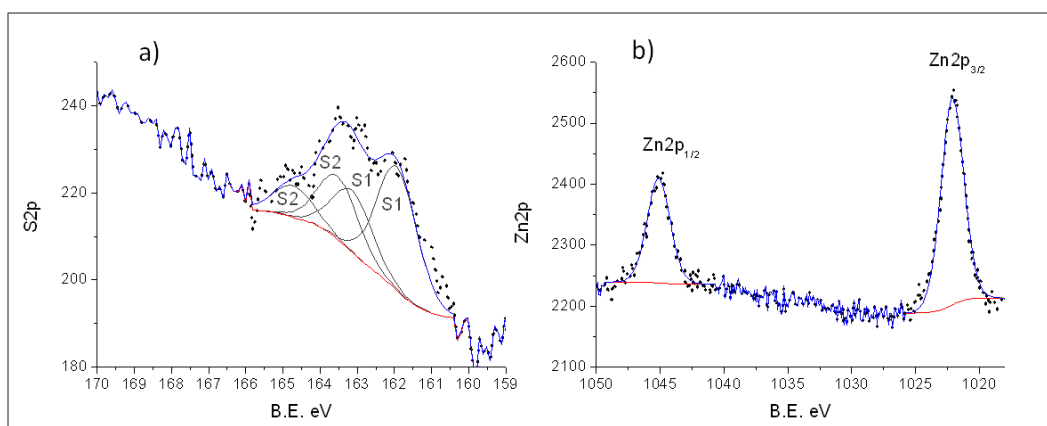 a)
S2p
240
220
200
180
S2
S2
S1
S1
170 169 168 167 166 165 164 163 162 161 160 159
B.E. eV
b)
Zn2p
2600
2500
2400
2300
2200
2100
Zn2p1/2
Zn2p3/2
1050 1045 1040 1035 1030 1025 1020
B.E. eV